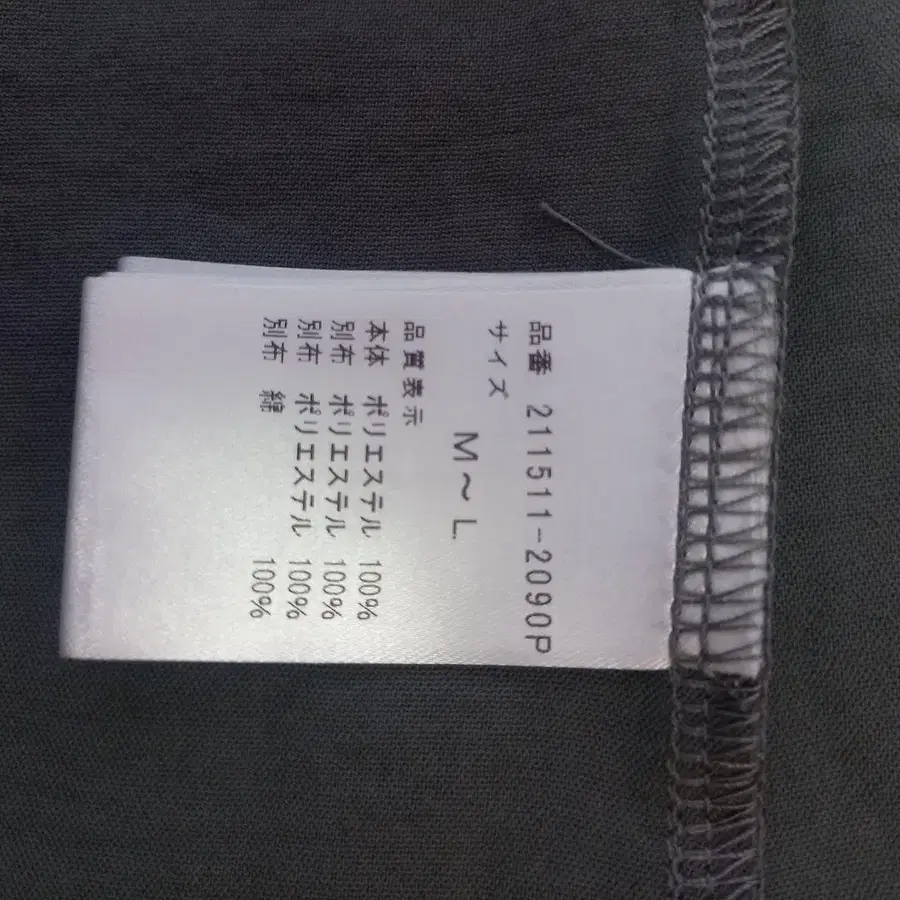 品番 211511-2090P
サイズ
M～L
品質表示
本体 ポリエステル 100%
別布 ポリエステル 100%
別布 ポリエステル 100%
別布 綿 100%